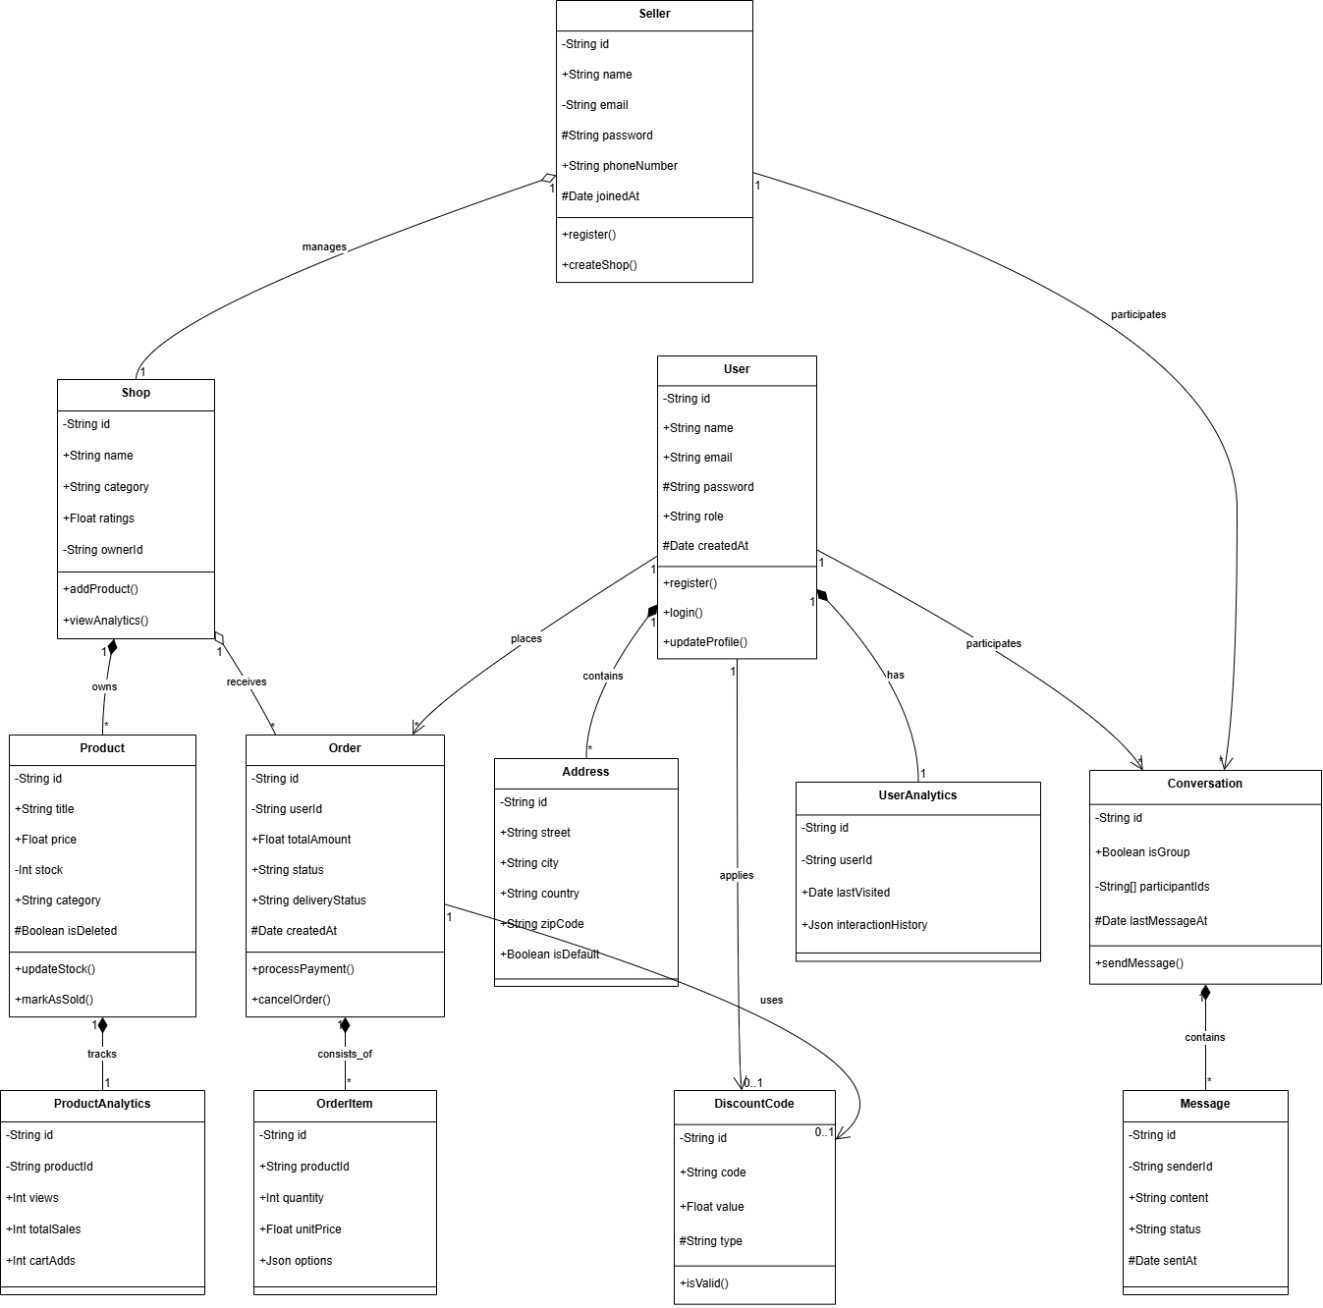 Seller
-String id
+String name
-String email
#String password
+String phoneNumber
#Date joinedAt
+register()
+createShop()
1
1
manages
participates
1
Shop
-String id
+String name
+String category
+Float ratings
-String ownerId
+addProduct()
+viewAnalytics()
User
-String id
+String name
+String email
#String password
+String role
#Date createdAt
+register()
+login()
+updateProfile()
1
1
1
1
1
1
1
owns
receives
places
contains
applies
has
participates
*
*
*
*
1
*
*
Product
-String id
+String title
+Float price
-Int stock
+String category
#Boolean isDeleted
+updateStock()
+markAsSold()
Order
-String id
-String userId
+Float totalAmount
+String status
+String deliveryStatus
#Date createdAt
+processPayment()
+cancelOrder()
1
uses
Address
-String id
+String street
+String city
+String country
+String zipCode
+Boolean isDefault
UserAnalytics
-String id
-String userId
+Date lastVisited
+Json interactionHistory
Conversation
-String id
+Boolean isGroup
-String[] participantIds
#Date lastMessageAt
+sendMessage()
1
tracks
1
1
consists_of
*
0..1
0..1
1
contains
*
ProductAnalytics
-String id
-String productId
+Int views
+Int totalSales
+Int cartAdds
OrderItem
-String id
+String productId
+Int quantity
+Float unitPrice
+Json options
DiscountCode
-String id
+String code
+Float value
#String type
+isValid()
Message
-String id
-String senderId
+String content
+String status
#Date sentAt